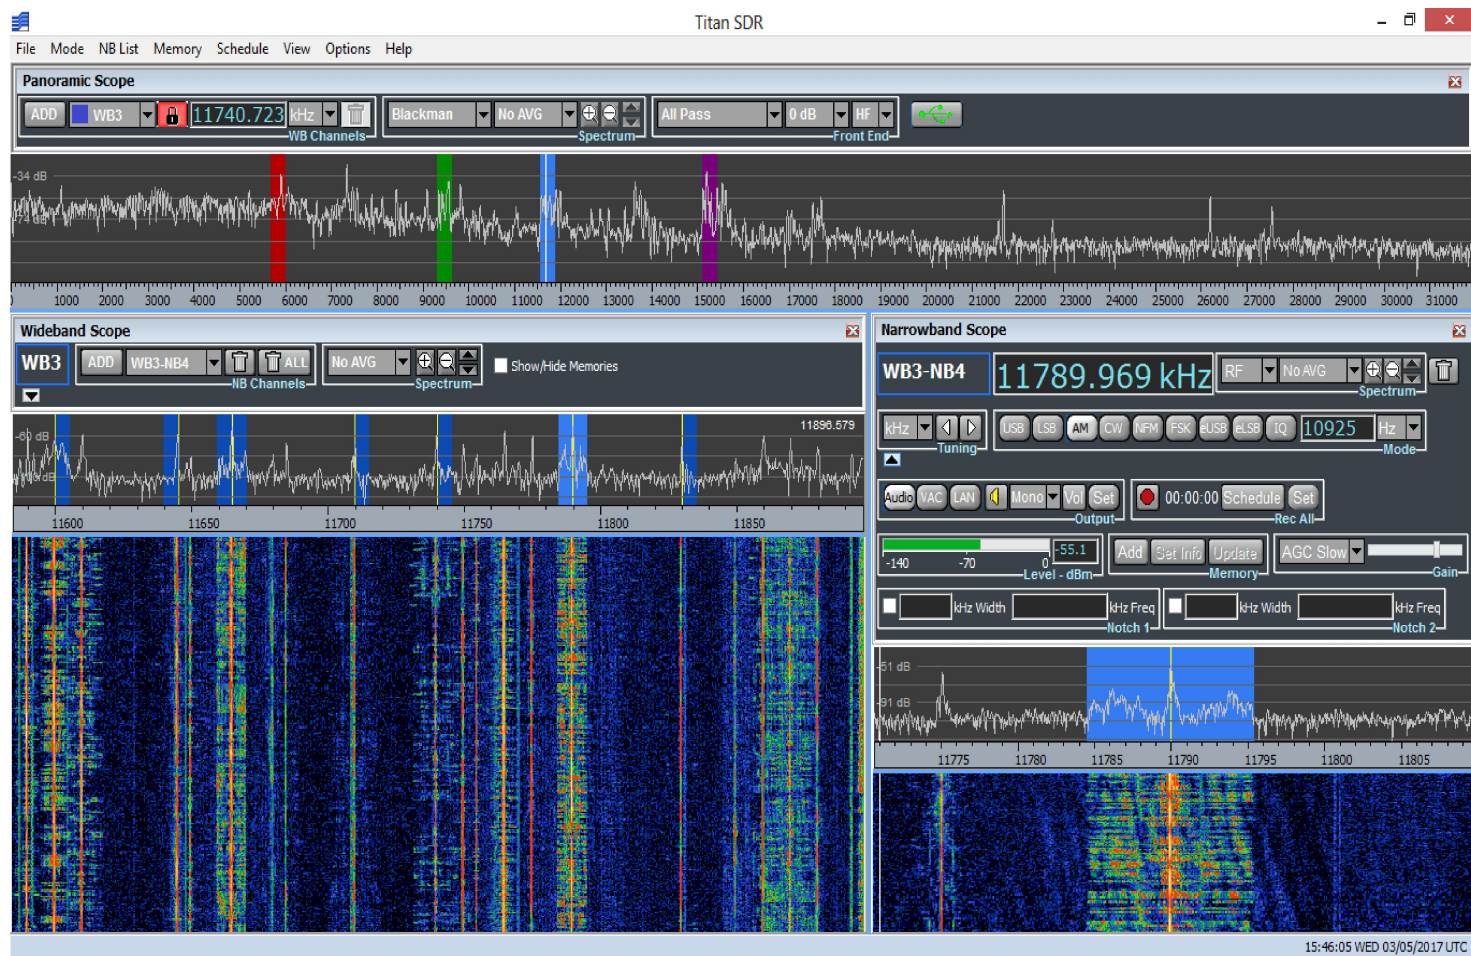 Titan SDR
File Mode NB List Memory Schedule View Options Help
Panoramic Scope
ADD WB3 11740.723 kHz Blackman No AVG All Pass 0 dB HF
WB Channels Spectrum Front End
-34 dB
-74 dB
1000 2000 3000 4000 5000 6000 7000 8000 9000 10000 11000 12000 13000 14000 15000 16000 17000 18000 19000 20000 21000 22000 23000 24000 25000 26000 27000 28000 29000 30000 31000
Wideband Scope
WB3 ADD WB3-NB4 ALL No AVG Show/Hide Memories
NB Channels Spectrum
11896.579
-60 dB
11600 11650 11700 11750 11800 11850
Narrowband Scope
WB3-NB4 11789.969 kHz RF No AVG
Spectrum
kHz USB LSB AM CW NFM FSK eUSB eLSB IQ 10925 Hz
Tuning Mode
Audio VAC LAN Mono Vol Set 00:00:00 Schedule Set
Output Rec All
-140 -70 0 -55.1 Add Set Info Update AGC Slow
Level - dBm Memory Gain
kHz Width kHz Freq kHz Width kHz Freq
Notch 1 Notch 2
-51 dB
-91 dB
11775 11780 11785 11790 11795 11800 11805
15:46:05 WED 03/05/2017 UTC